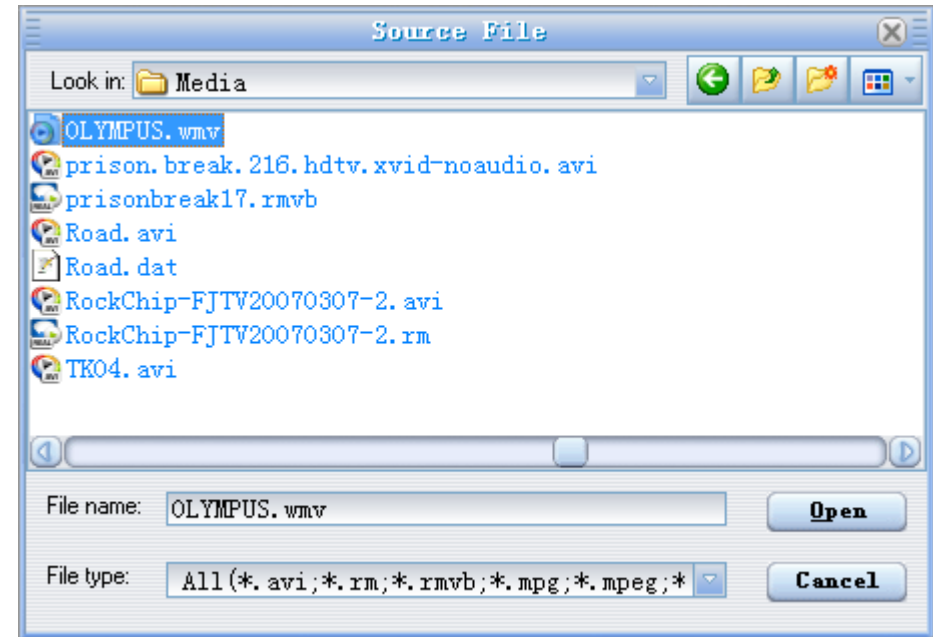 Source File
Look in: Media
OLYMPUS.wmv
prison.break.216.hdtv.xvid-noaudio.avi
prisonbreak17.rmvb
Road.avi
Road.dat
RockChip-FJTV20070307-2.avi
RockChip-FJTV20070307-2.rm
TK04.avi
File name: OLYMPUS.wmv Open
File type: All(*.avi;*.rm;*.rmvb;*.mpg;*.mpeg;* Cancel